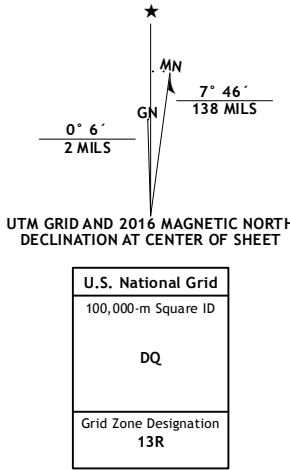 MN
GN
7° 46´
138 MILS
0° 6´
2 MILS
UTM GRID AND 2016 MAGNETIC NORTH
DECLINATION AT CENTER OF SHEET
U.S. National Grid
100,000-m Square ID
DQ
Grid Zone Designation
13R